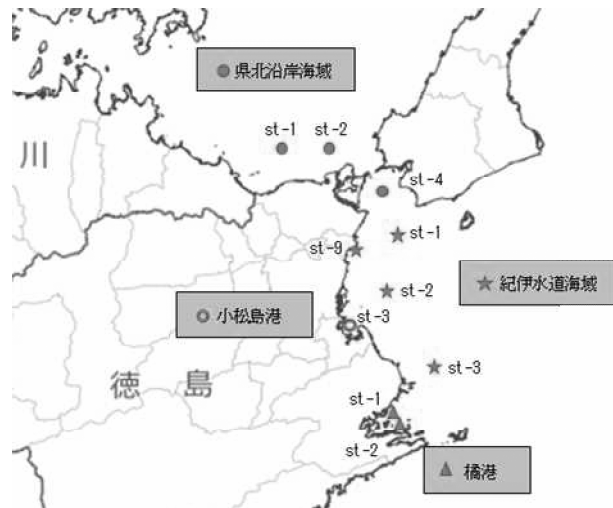 県北沿岸海域
st-1
st-2
川
st-4
st-1
st-9
紀伊水道海域
st-2
小松島港
st-3
st-3
徳島
st-1
st-2
橘港